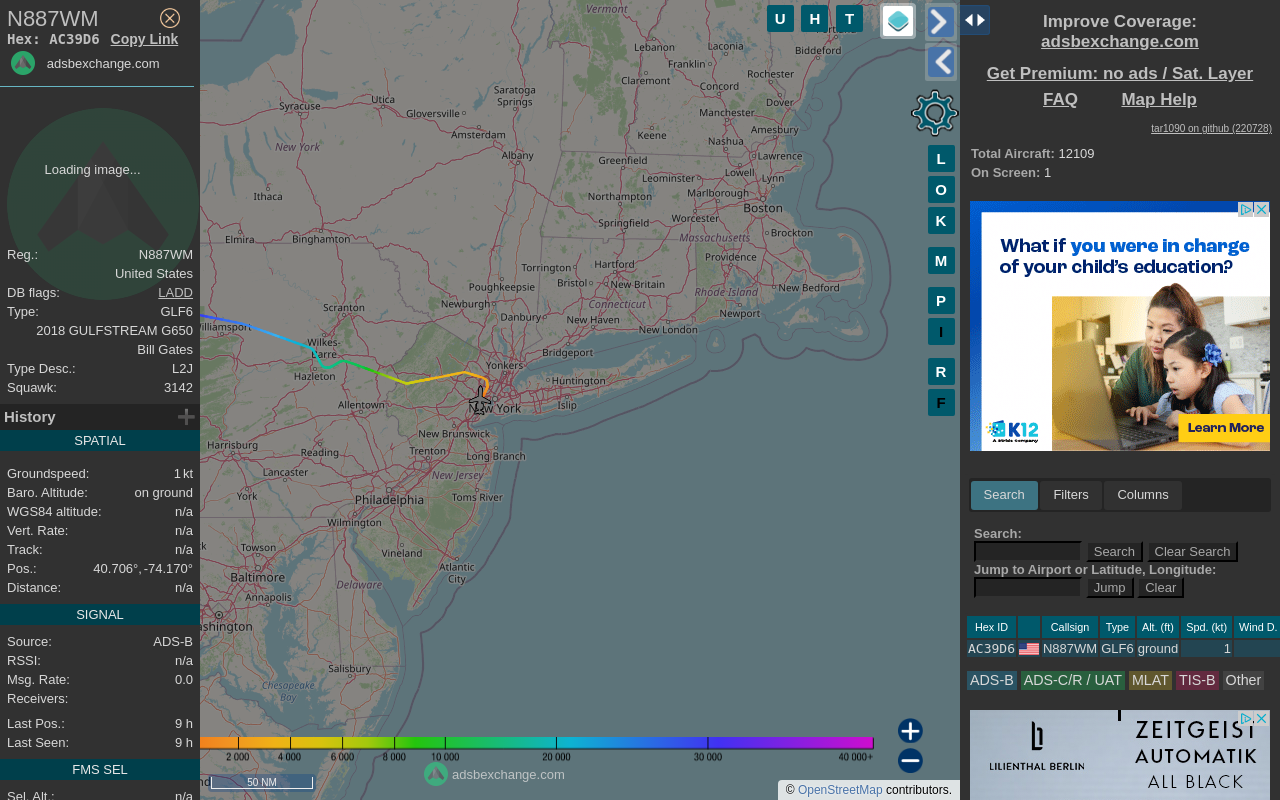 N887WM
Hex: AC39D6 Copy Link
adsbexchange.com
Loading image...
Reg.: N887WM
United States
DB flags: LADD
Type: GLF6
2018 GULFSTREAM G650
Bill Gates
Type Desc.: L2J
Squawk: 3142
History
SPATIAL
Groundspeed: 1 kt
Baro. Altitude: on ground
WGS84 altitude: n/a
Vert. Rate: n/a
Track: n/a
Pos.: 40.706°, -74.170°
Distance: n/a
SIGNAL
Source: ADS-B
RSSI: n/a
Msg. Rate: 0.0
Receivers:
Last Pos.: 9 h
Last Seen: 9 h
FMS SEL
Sel. Alt.: n/a
U H T
L
O
K
M
P
I
R
F
Vermont
Lebanon
Laconia
Biddeford
Franklin
Rochester
Claremont
Concord
Saratoga Springs
Dover
Utica
Syracuse
Gloversville
Manchester
Amsterdam
Keene
Amesbury
Nashua
New York
Albany
Greenfield
Lawrence
Lowell
Leominster
Lynn
Ithaca
Northampton
Marlborough
Boston
Springfield
Worcester
Elmira
Binghamton
Massachusetts
Brockton
Torrington
Hartford
Providence
Poughkeepsie
Bristol
New Britain
New Bedford
Rhode Island
Scranton
Newburgh
Connecticut
Danbury
New Haven
New London
Newport
Williamsport
Wilkes-Barre
Bridgeport
Hazleton
Yonkers
Huntington
Allentown
New York
Islip
New Brunswick
Harrisburg
Reading
Trenton
Long Branch
Lancaster
New Jersey
York
Philadelphia
Toms River
Wilmington
Towson
Vineland
Baltimore
Delaware
Atlantic City
Annapolis
Salisbury
Chesapeake Bay
2 000 4 000 6 000 8 000 10 000 20 000 30 000 40 000+
50 NM
adsbexchange.com
© OpenStreetMap contributors.
Improve Coverage:
adsbexchange.com
Get Premium: no ads / Sat. Layer
FAQ Map Help
tar1090 on github (220728)
Total Aircraft: 12109
On Screen: 1
What if you were in charge
of your child's education?
K12
A Stride Company
Learn More
Search Filters Columns
Search:
Search Clear Search
Jump to Airport or Latitude, Longitude:
Jump Clear
Hex ID Callsign Type Alt. (ft) Spd. (kt) Wind D.
AC39D6 N887WM GLF6 ground 1
ADS-B ADS-C/R / UAT MLAT TIS-B Other
LILIENTHAL BERLIN
ZEITGEIST
AUTOMATIK
ALL BLACK